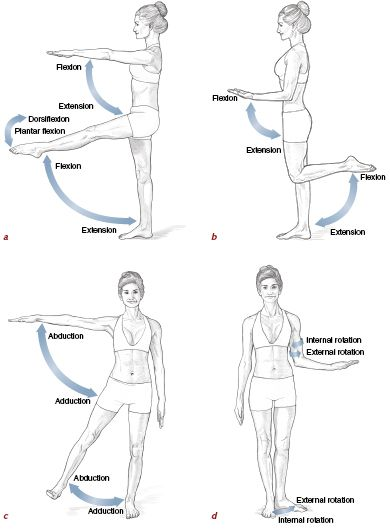 Flexion
Extension
Dorsiflexion
Plantar flexion
Flexion
Extension
a
Flexion
Extension
Flexion
Extension
b
Abduction
Adduction
Abduction
Adduction
c
Internal rotation
External rotation
External rotation
Internal rotation
d